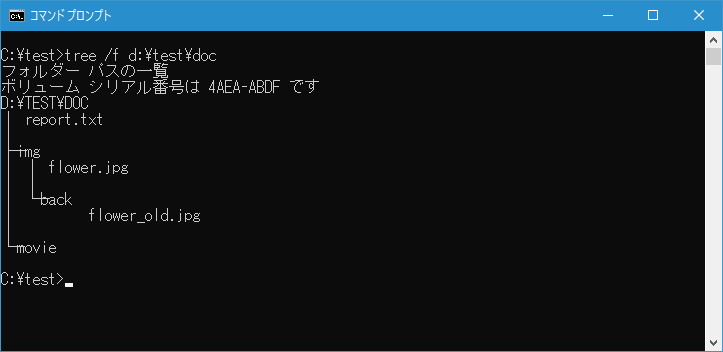 コマンドプロンプト
C:¥test>tree /f d:¥test¥doc
フォルダー パスの一覧
ボリューム シリアル番号は 4AEA-ABDF です
D:¥TEST¥DOC
│  report.txt
│
├─img
│  │  flower.jpg
│  │
│  └─back
│          flower_old.jpg
│
└─movie
C:¥test>